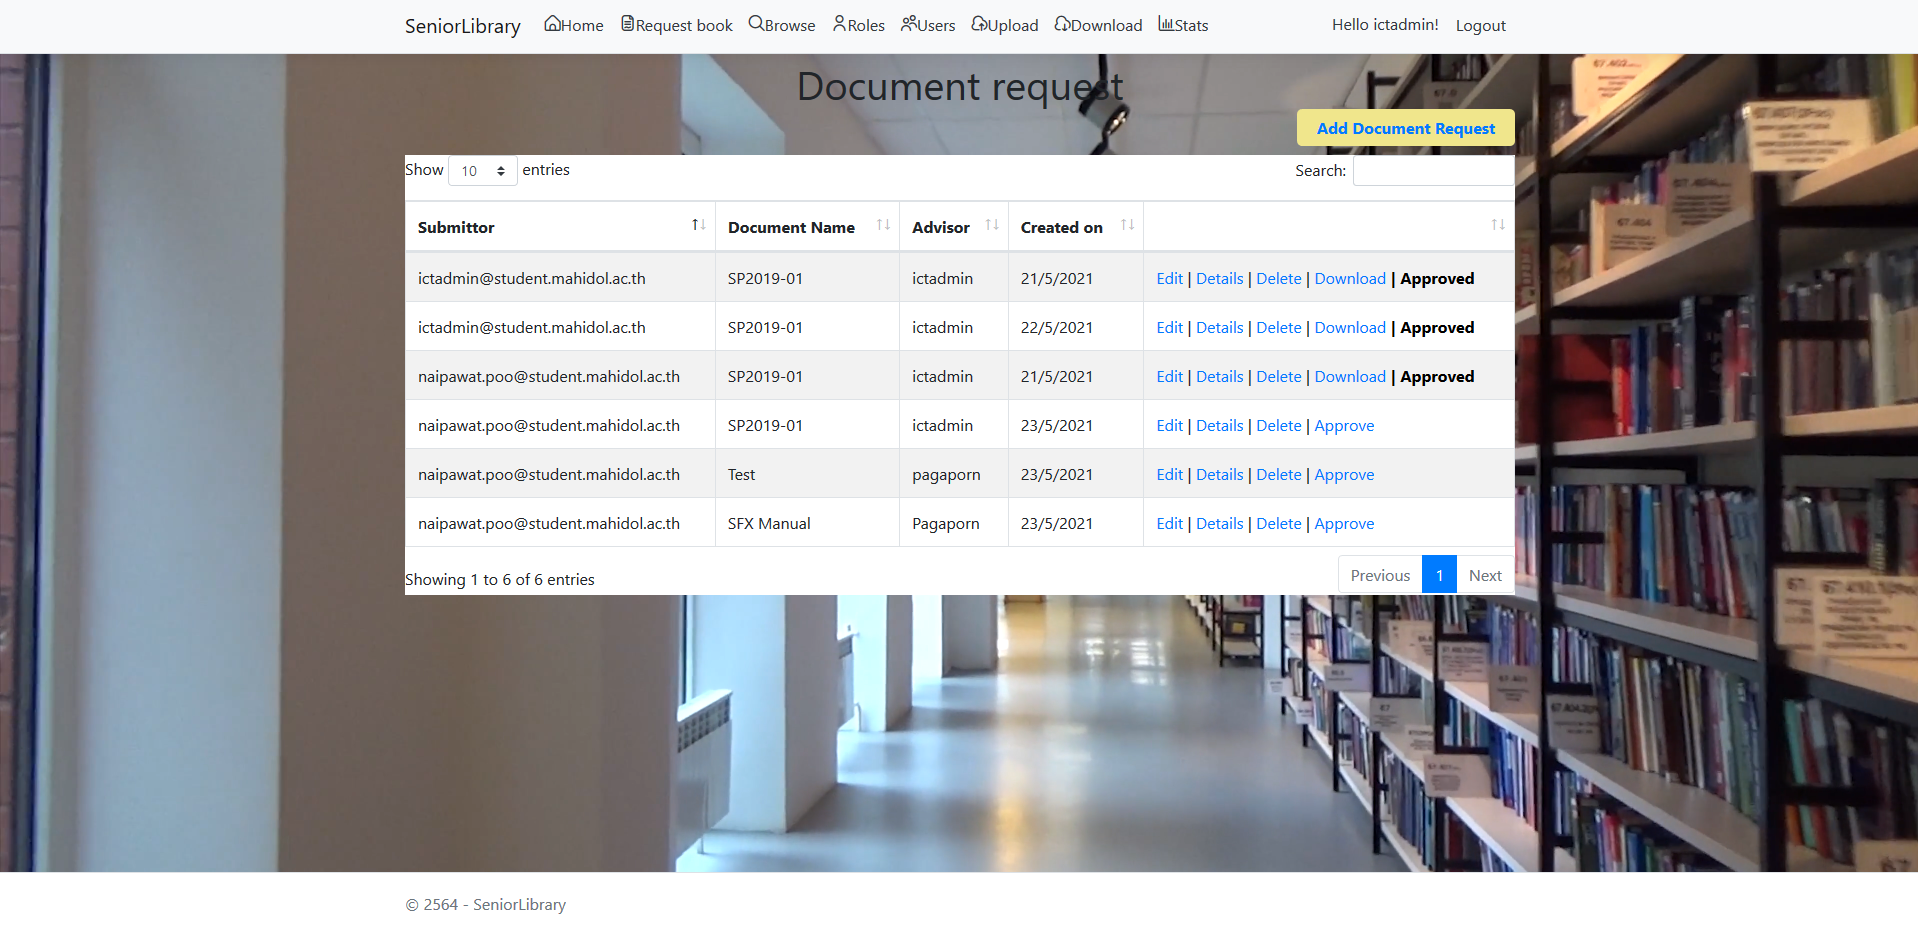 SeniorLibrary Home Request book Browse Roles Users Upload Download Stats Hello ictadmin! Logout
Document request
Add Document Request
Show 10 entries Search:
Submittor Document Name Advisor Created on
ictadmin@student.mahidol.ac.th SP2019-01 ictadmin 21/5/2021 Edit | Details | Delete | Download | Approved
ictadmin@student.mahidol.ac.th SP2019-01 ictadmin 22/5/2021 Edit | Details | Delete | Download | Approved
naipawat.poo@student.mahidol.ac.th SP2019-01 ictadmin 21/5/2021 Edit | Details | Delete | Download | Approved
naipawat.poo@student.mahidol.ac.th SP2019-01 ictadmin 23/5/2021 Edit | Details | Delete | Approve
naipawat.poo@student.mahidol.ac.th Test pagaporn 23/5/2021 Edit | Details | Delete | Approve
naipawat.poo@student.mahidol.ac.th SFX Manual Pagaporn 23/5/2021 Edit | Details | Delete | Approve
Showing 1 to 6 of 6 entries Previous 1 Next
© 2564 - SeniorLibrary